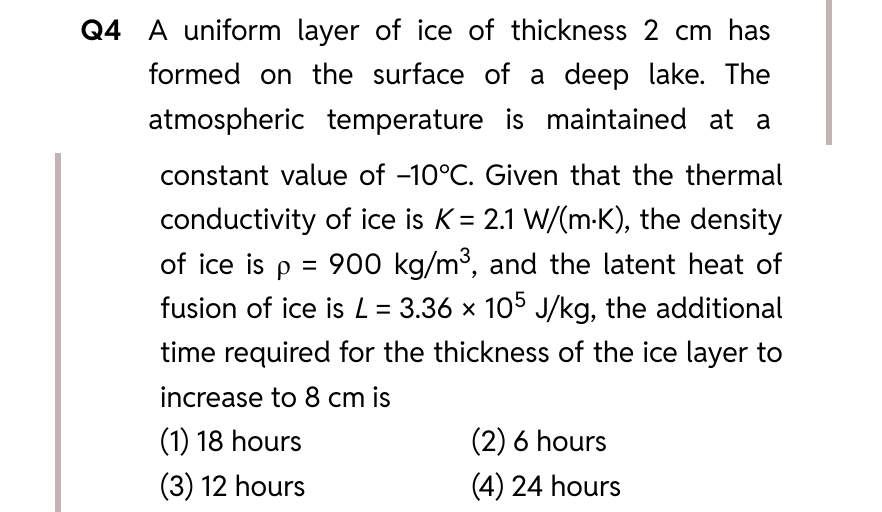 Q4 A uniform layer of ice of thickness 2 cm has
formed on the surface of a deep lake. The
atmospheric temperature is maintained at a
constant value of –10°C. Given that the thermal
conductivity of ice is K = 2.1 W/(m·K), the density
of ice is ρ = 900 kg/m³, and the latent heat of
fusion of ice is L = 3.36 × 10⁵ J/kg, the additional
time required for the thickness of the ice layer to
increase to 8 cm is
(1) 18 hours (2) 6 hours
(3) 12 hours (4) 24 hours